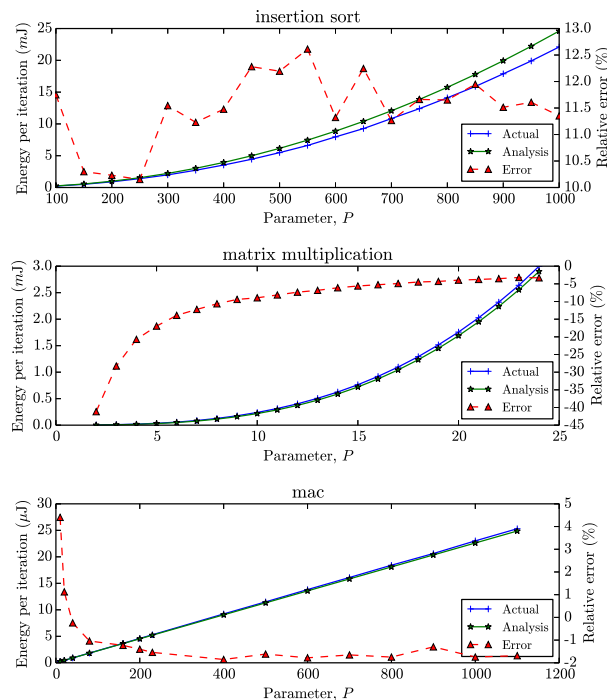 insertion sort
Energy per iteration (mJ)
25
20
15
10
5
0
13.0
12.5
12.0
11.5
11.0
10.5
10.0
Relative error (%)
Actual
Analysis
Error
100 200 300 400 500 600 700 800 900 1000
Parameter, P
matrix multiplication
Energy per iteration (mJ)
3.0
2.5
2.0
1.5
1.0
0.5
0.0
0
-5
-10
-15
-20
-25
-30
-35
-40
-45
Relative error (%)
Actual
Analysis
Error
0 5 10 15 20 25
Parameter, P
mac
Energy per iteration (μJ)
30
25
20
15
10
5
0
5
4
3
2
1
0
-1
-2
Relative error (%)
Actual
Analysis
Error
0 200 400 600 800 1000 1200
Parameter, P